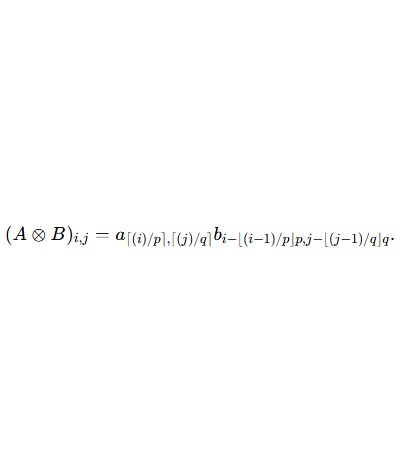 (A ⊗ B)_{i,j} = a_{⌈(i)/p⌉,⌈(j)/q⌉} b_{i−⌊(i−1)/p⌋p,j−⌊(j−1)/q⌋q}.